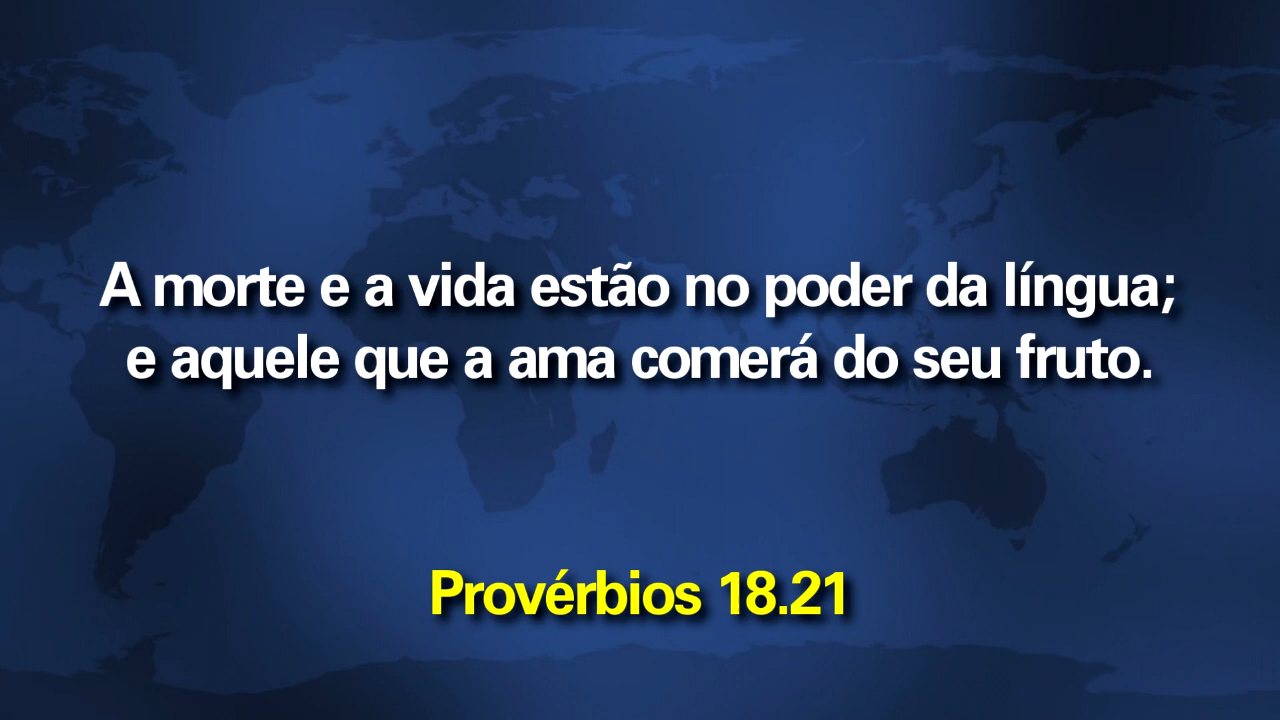 A morte e a vida estão no poder da língua;
e aquele que a ama comerá do seu fruto.
Provérbios 18.21